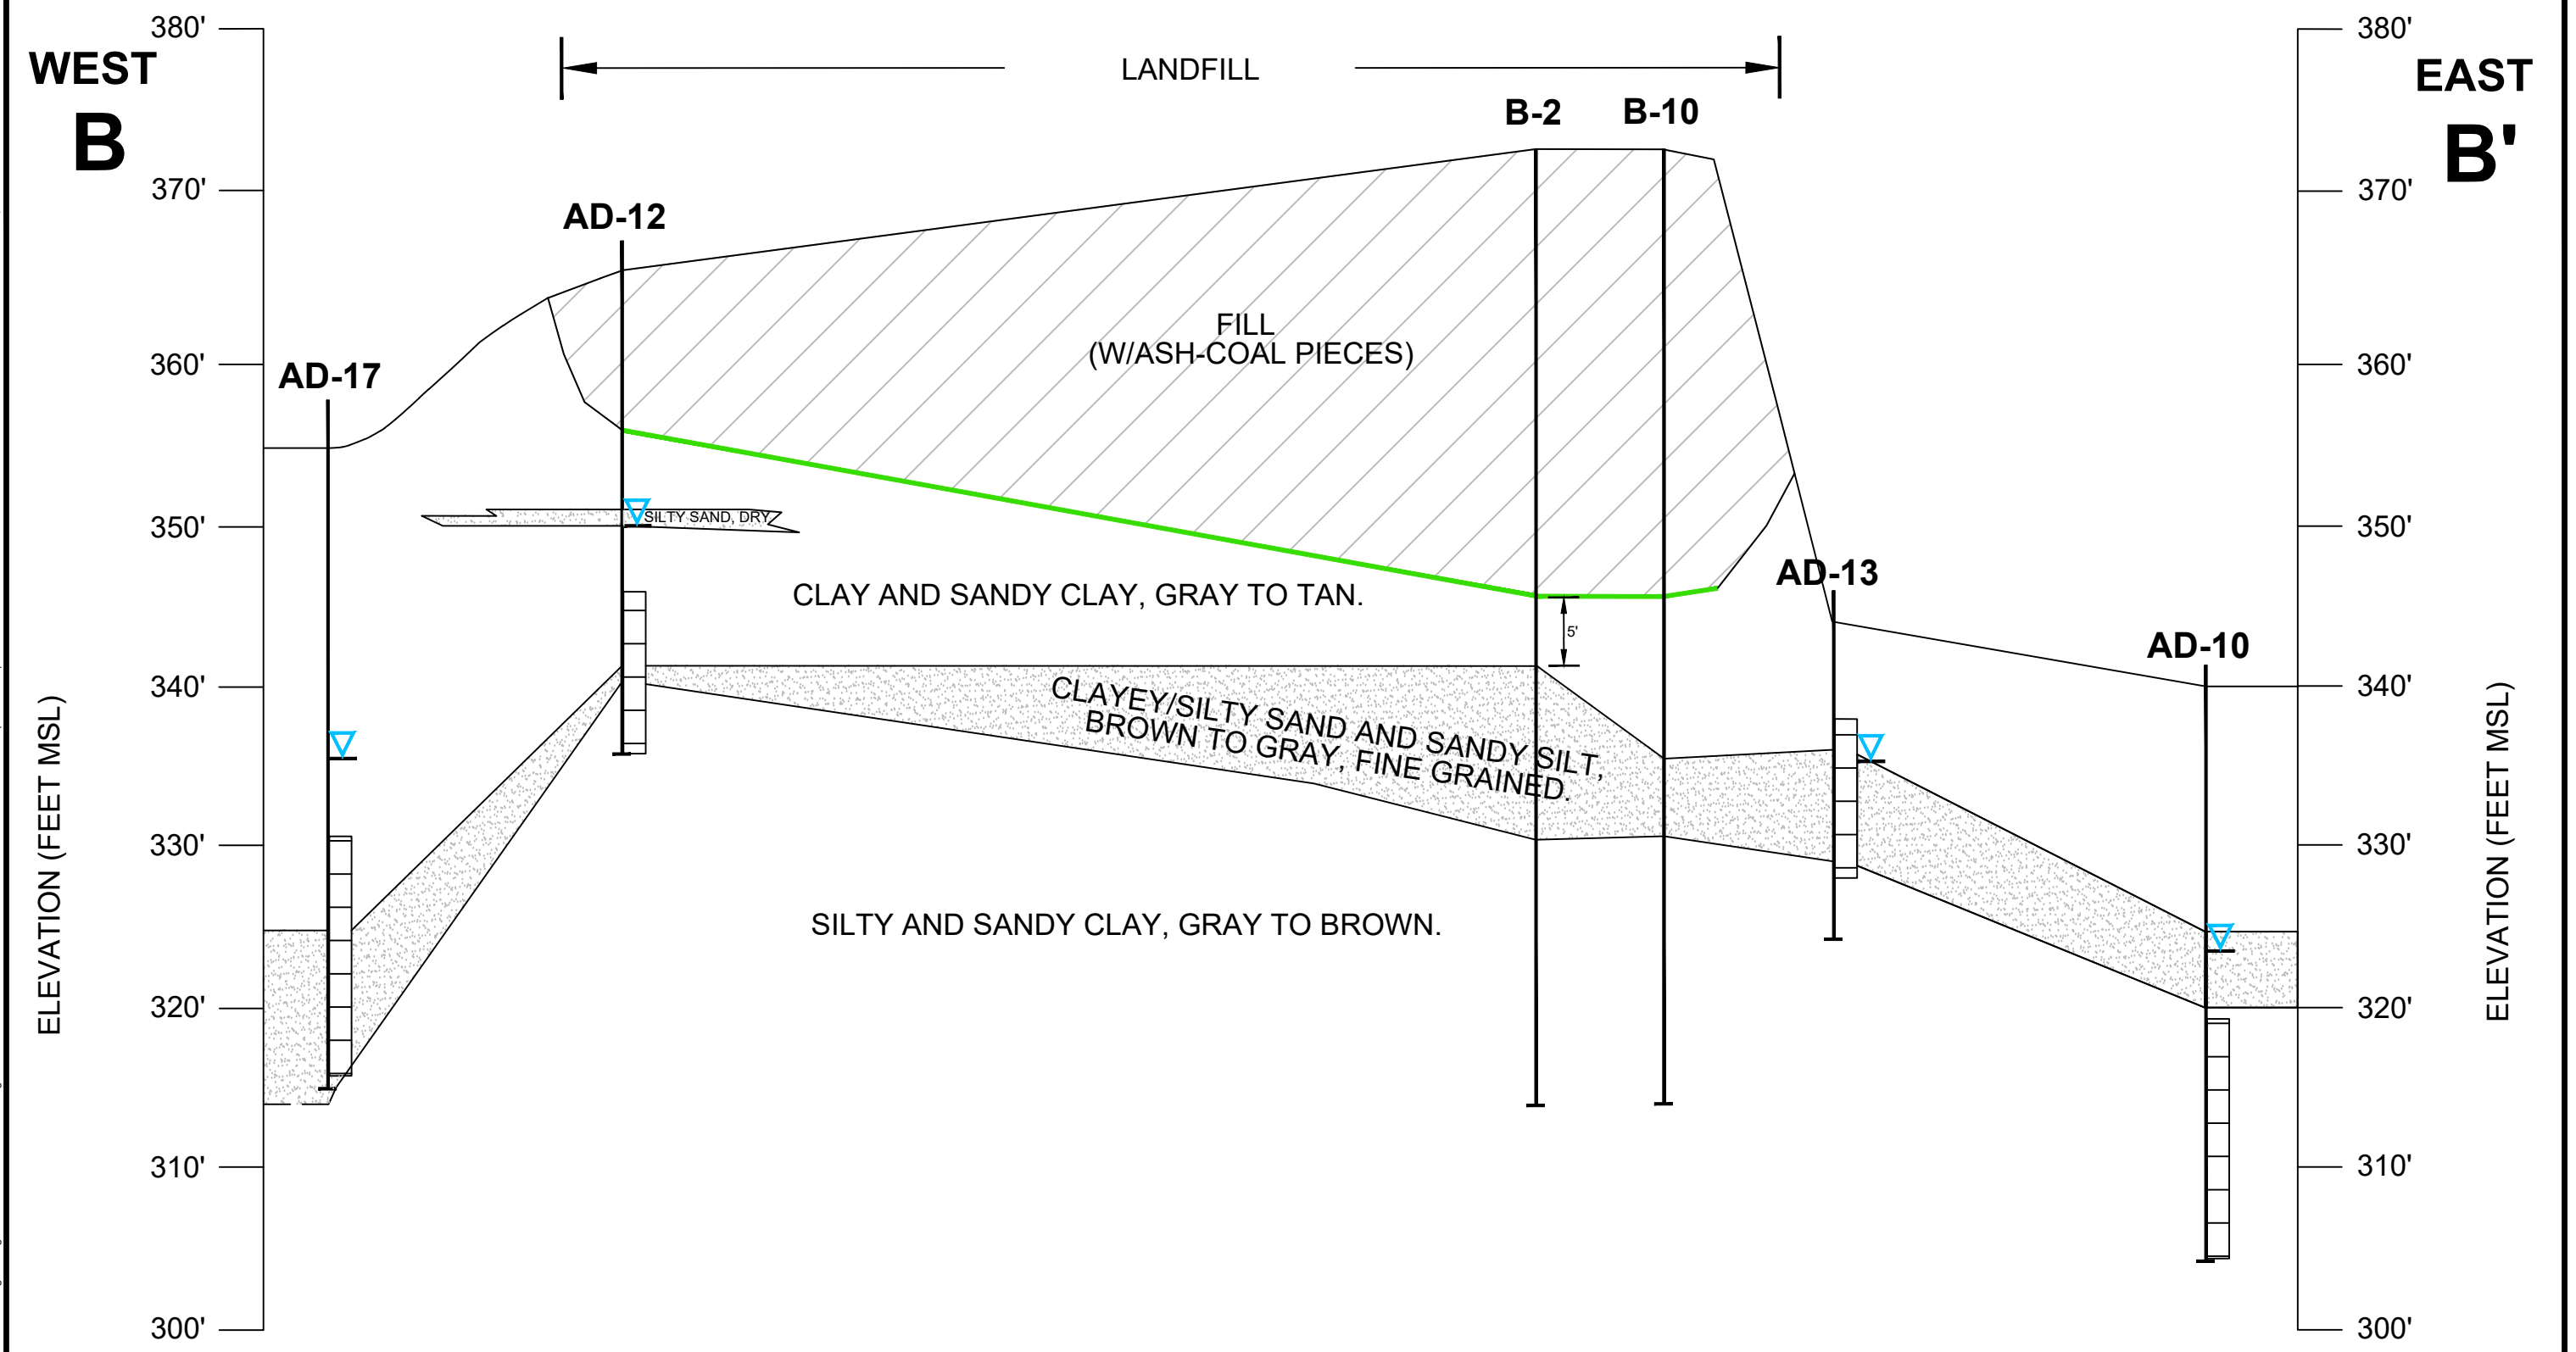 380'
380'
WEST
LANDFILL
EAST
B
B-2
B-10
B'
370'
370'
AD-12
FILL
(W/ASH-COAL PIECES)
360'
360'
AD-17
350'
SILTY SAND, DRY
350'
CLAY AND SANDY CLAY, GRAY TO TAN.
AD-13
5'
AD-10
340'
340'
CLAYEY/SILTY SAND AND SANDY SILT,
BROWN TO GRAY, FINE GRAINED.
ELEVATION (FEET MSL)
ELEVATION (FEET MSL)
330'
330'
SILTY AND SANDY CLAY, GRAY TO BROWN.
320'
320'
310'
310'
300'
300'